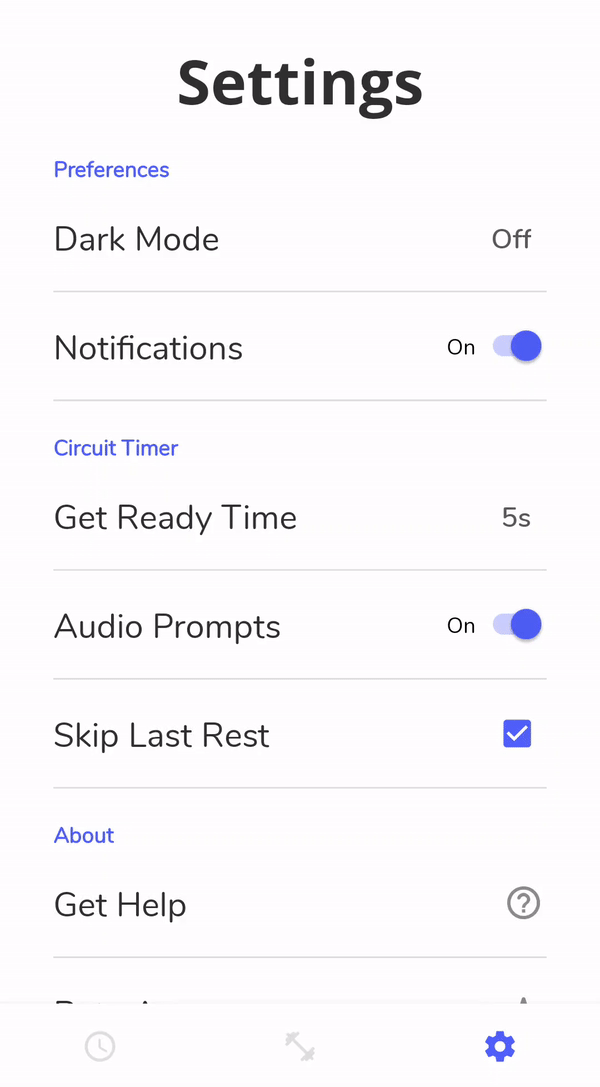 Settings
Preferences
Dark Mode Off
Notifications On
Circuit Timer
Get Ready Time 5s
Audio Prompts On
Skip Last Rest
About
Get Help